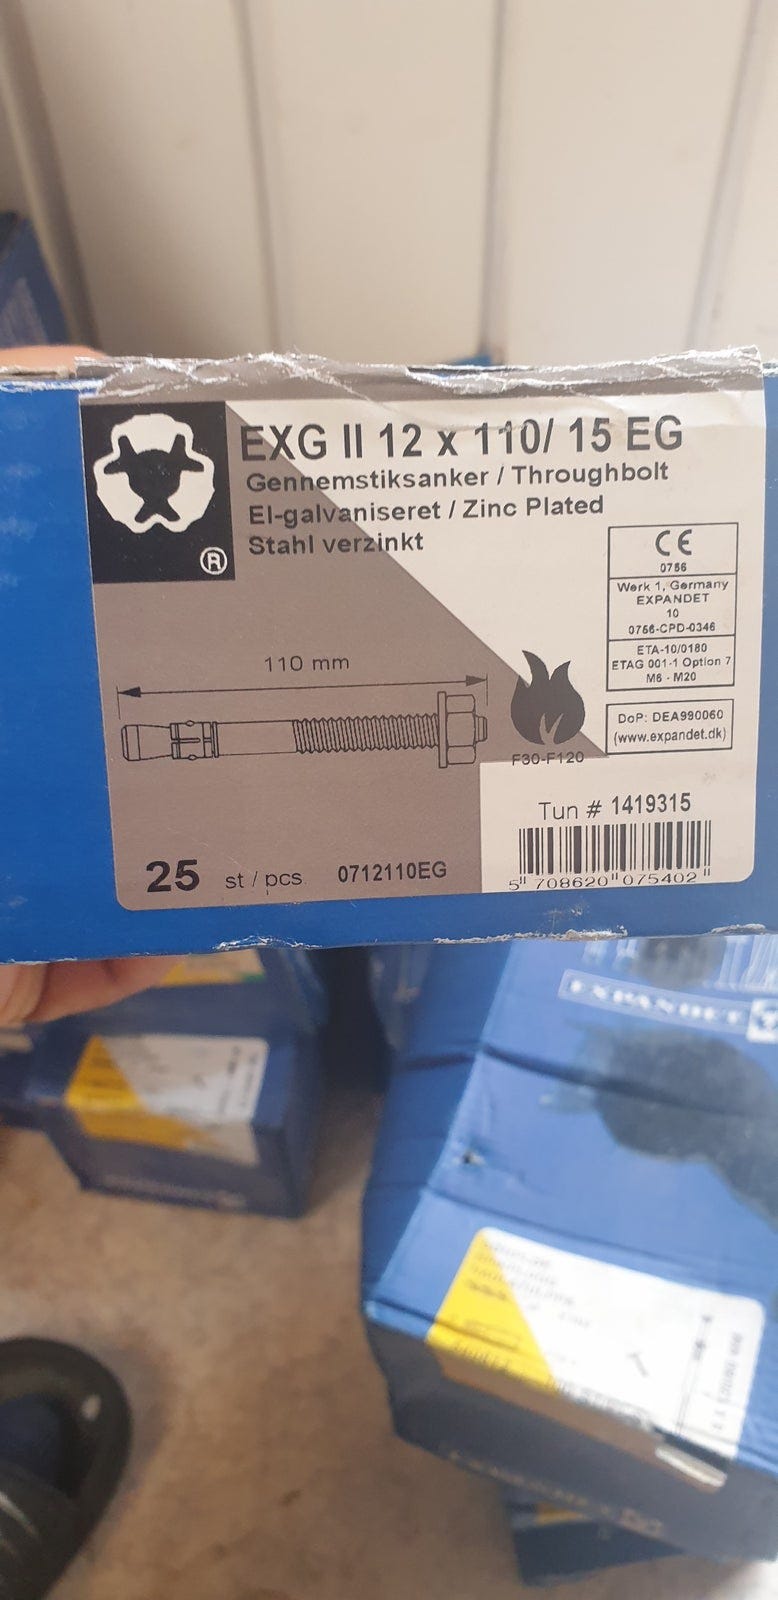 EXG II 12 x 110/ 15 EG
Gennemstiksanker / Throughbolt
El-galvaniseret / Zinc Plated
Stahl verzinkt
®
CE
0756
Werk 1, Germany
EXPANDET
10
0756-CPD-0346
ETA-10/0180
ETAG 001-1 Option 7
M6 - M20
DoP: DEA990060
(www.expandet.dk)
110 mm
F30-F120
Tun # 1419315
5 708620 075402
25 st / pcs 0712110EG
EXPANDET